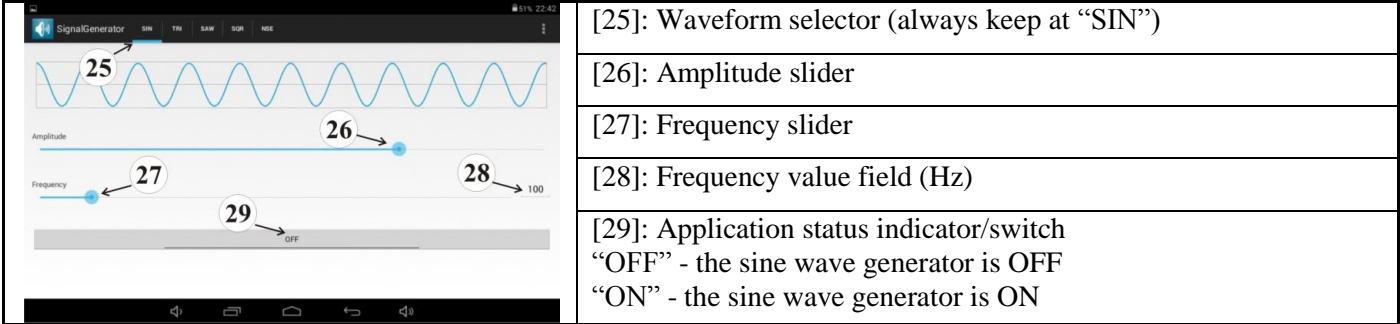 51% 22:42
SignalGenerator SIN TRI SAW SQR NSE
25
Amplitude
26
Frequency
27
28
100
29
OFF
[25]: Waveform selector (always keep at “SIN”)
[26]: Amplitude slider
[27]: Frequency slider
[28]: Frequency value field (Hz)
[29]: Application status indicator/switch
“OFF” - the sine wave generator is OFF
“ON” - the sine wave generator is ON